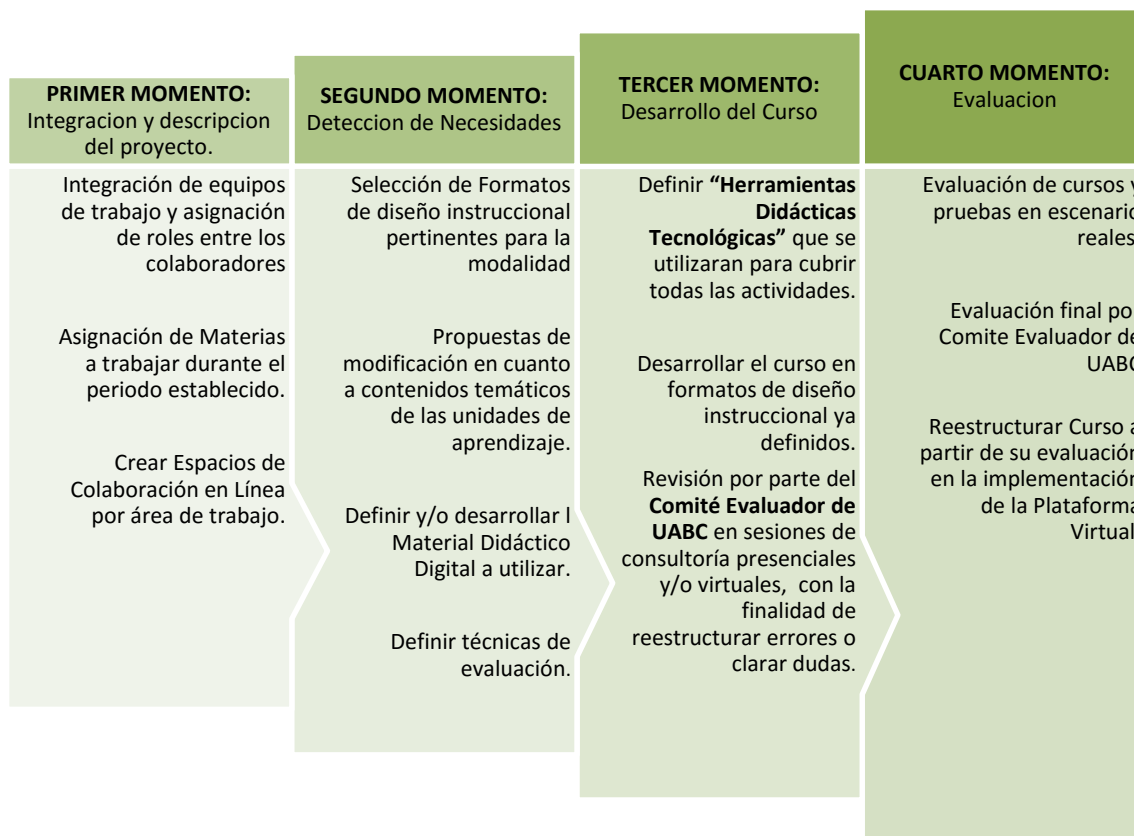 PRIMER MOMENTO:
Integracion y descripcion
del proyecto.
Integración de equipos
de trabajo y asignación
de roles entre los
colaboradores
Asignación de Materias
a trabajar durante el
periodo establecido.
Crear Espacios de
Colaboración en Línea
por área de trabajo.
SEGUNDO MOMENTO:
Deteccion de Necesidades
Selección de Formatos
de diseño instruccional
pertinentes para la
modalidad
Propuestas de
modificación en cuanto
a contenidos temáticos
de las unidades de
aprendizaje.
Definir y/o desarrollar l
Material Didáctico
Digital a utilizar.
Definir técnicas de
evaluación.
TERCER MOMENTO:
Desarrollo del Curso
Definir “Herramientas
Didácticas
Tecnológicas” que se
utilizaran para cubrir
todas las actividades.
Desarrollar el curso en
formatos de diseño
instruccional ya
definidos.
Revisión por parte del
Comité Evaluador de
UABC en sesiones de
consultoría presenciales
y/o virtuales, con la
finalidad de
reestructurar errores o
clarar dudas.
CUARTO MOMENTO:
Evaluacion
Evaluación de cursos y
pruebas en escenario
reales
Evaluación final po
Comite Evaluador de
UABC
Reestructurar Curso a
partir de su evaluación
en la implementación
de la Plataforma
Virtual